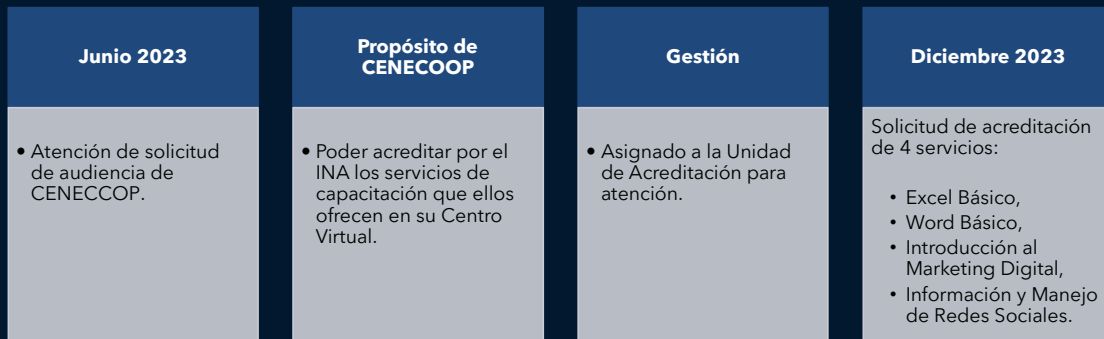 Junio 2023
• Atención de solicitud
de audiencia de
CENECCOP.
Propósito de
CENECOOP
• Poder acreditar por el
INA los servicios de
capacitación que ellos
ofrecen en su Centro
Virtual.
Gestión
• Asignado a la Unidad
de Acreditación para
atención.
Diciembre 2023
Solicitud de acreditación
de 4 servicios:
• Excel Básico,
• Word Básico,
• Introducción al
Marketing Digital,
• Información y Manejo
de Redes Sociales.